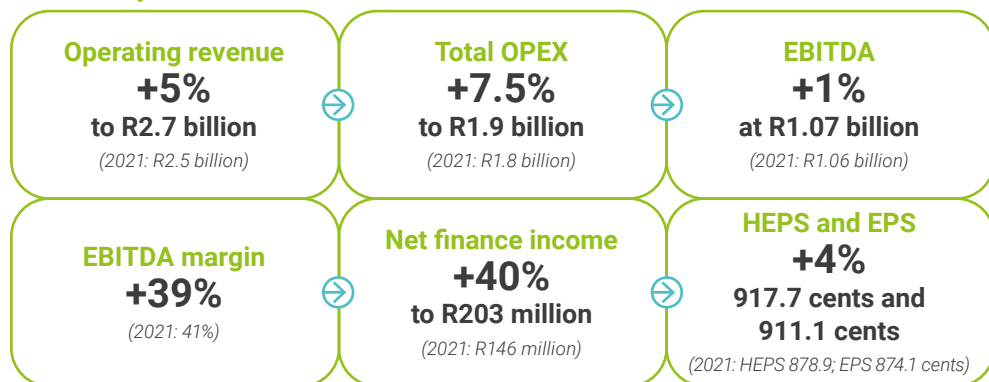 Operating revenue
+5%
to R2.7 billion
(2021: R2.5 billion)
Total OPEX
+7.5%
to R1.9 billion
(2021: R1.8 billion)
EBITDA
+1%
at R1.07 billion
(2021: R1.06 billion)
EBITDA margin
+39%
(2021: 41%)
Net finance income
+40%
to R203 million
(2021: R146 million)
HEPS and EPS
+4%
917.7 cents and
911.1 cents
(2021: HEPS 878.9; EPS 874.1 cents)